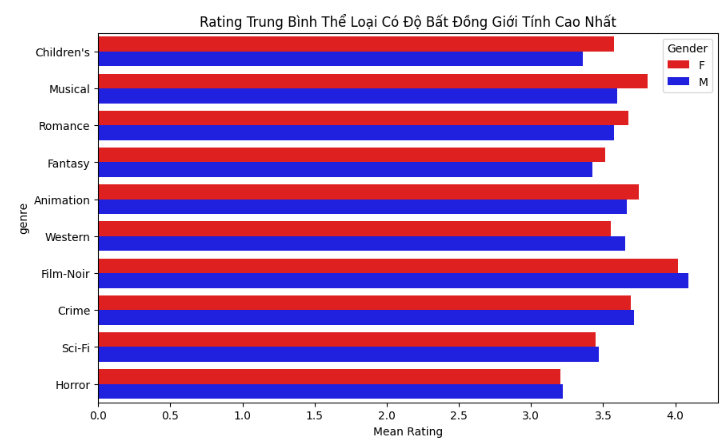 Rating Trung Bình Thể Loại Có Độ Bất Đồng Giới Tính Cao Nhất
Gender
F
M
genre
Children's
Musical
Romance
Fantasy
Animation
Western
Film-Noir
Crime
Sci-Fi
Horror
0.0 0.5 1.0 1.5 2.0 2.5 3.0 3.5 4.0
Mean Rating